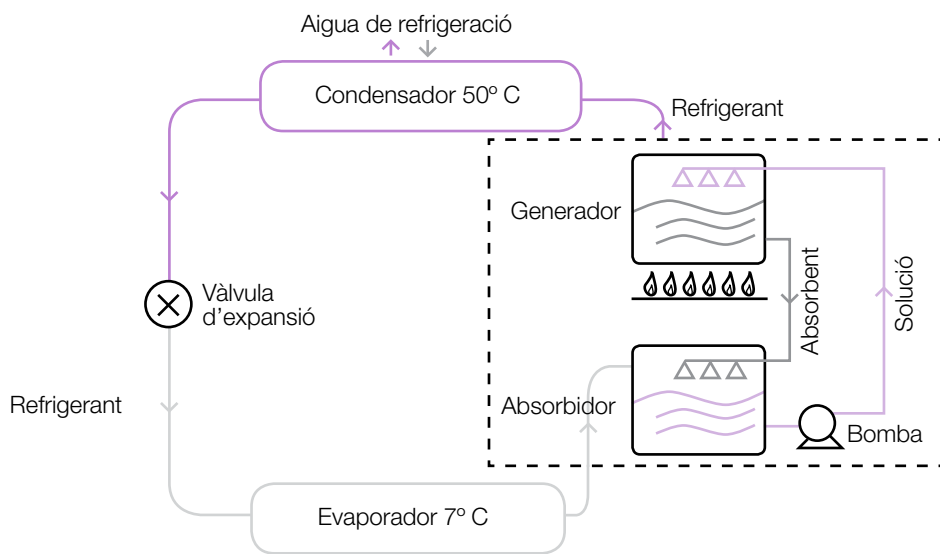 Aigua de refrigeració
Condensador 50º C
Refrigerant
Generador
Vàlvula
d’expansió
Absorbent
Solució
Refrigerant
Absorbidor
Bomba
Evaporador 7º C